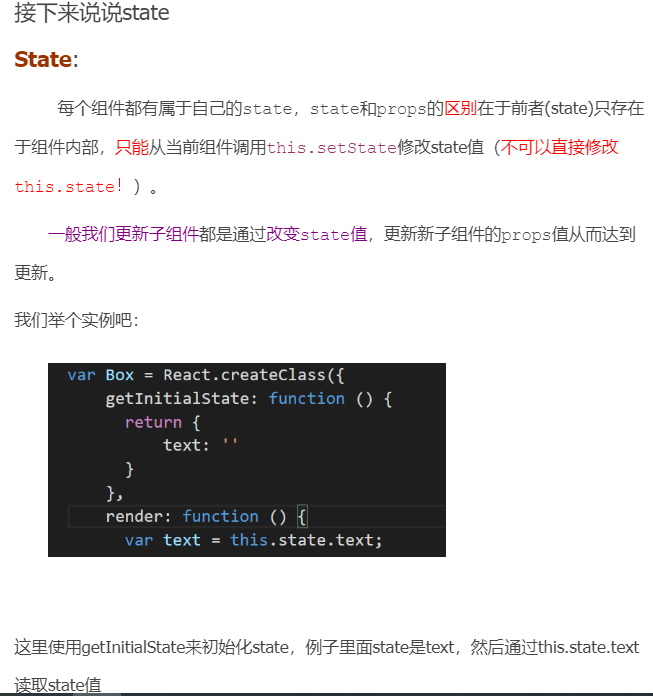 接下来说说state
State:
每个组件都有属于自己的state，state和props的区别在于前者(state)只存在
于组件内部，只能从当前组件调用this.setState修改state值（不可以直接修改
this.state！）。
一般我们更新子组件都是通过改变state值，更新新子组件的props值从而达到
更新。
我们举个实例吧：
var Box = React.createClass({
getInitialState: function () {
return {
text: ''
}
},
render: function () {
var text = this.state.text;
这里使用getInitialState来初始化state，例子里面state是text，然后通过this.state.text
读取state值